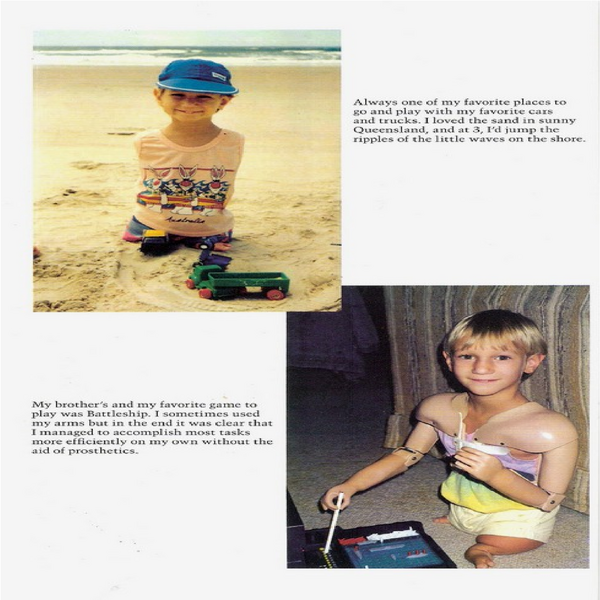 Always one of my favorite places to
go and play with my favorite cars
and trucks. I loved the sand in sunny
Queensland, and at 3, I'd jump the
ripples of the little waves on the shore.
Australia
My brother's and my favorite game to
play was Battleship. I sometimes used
my arms but in the end it was clear that
I managed to accomplish most tasks
more efficiently on my own without the
aid of prosthetics.